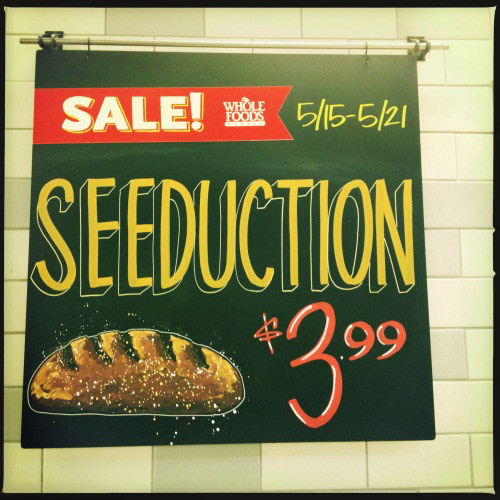 SALE!
WHOLE
FOODS
5/15-5/21
SEEDUCTION
$3.99